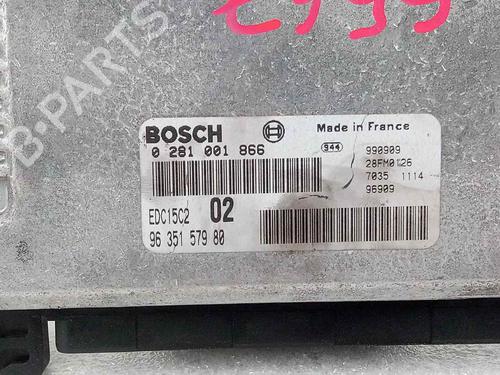 B-PARTS
BOSCH
Made in France
0 281 001 866
S44
990909
28FM0126
7035 1114
96909
EDC15C2 02
96 351 579 80